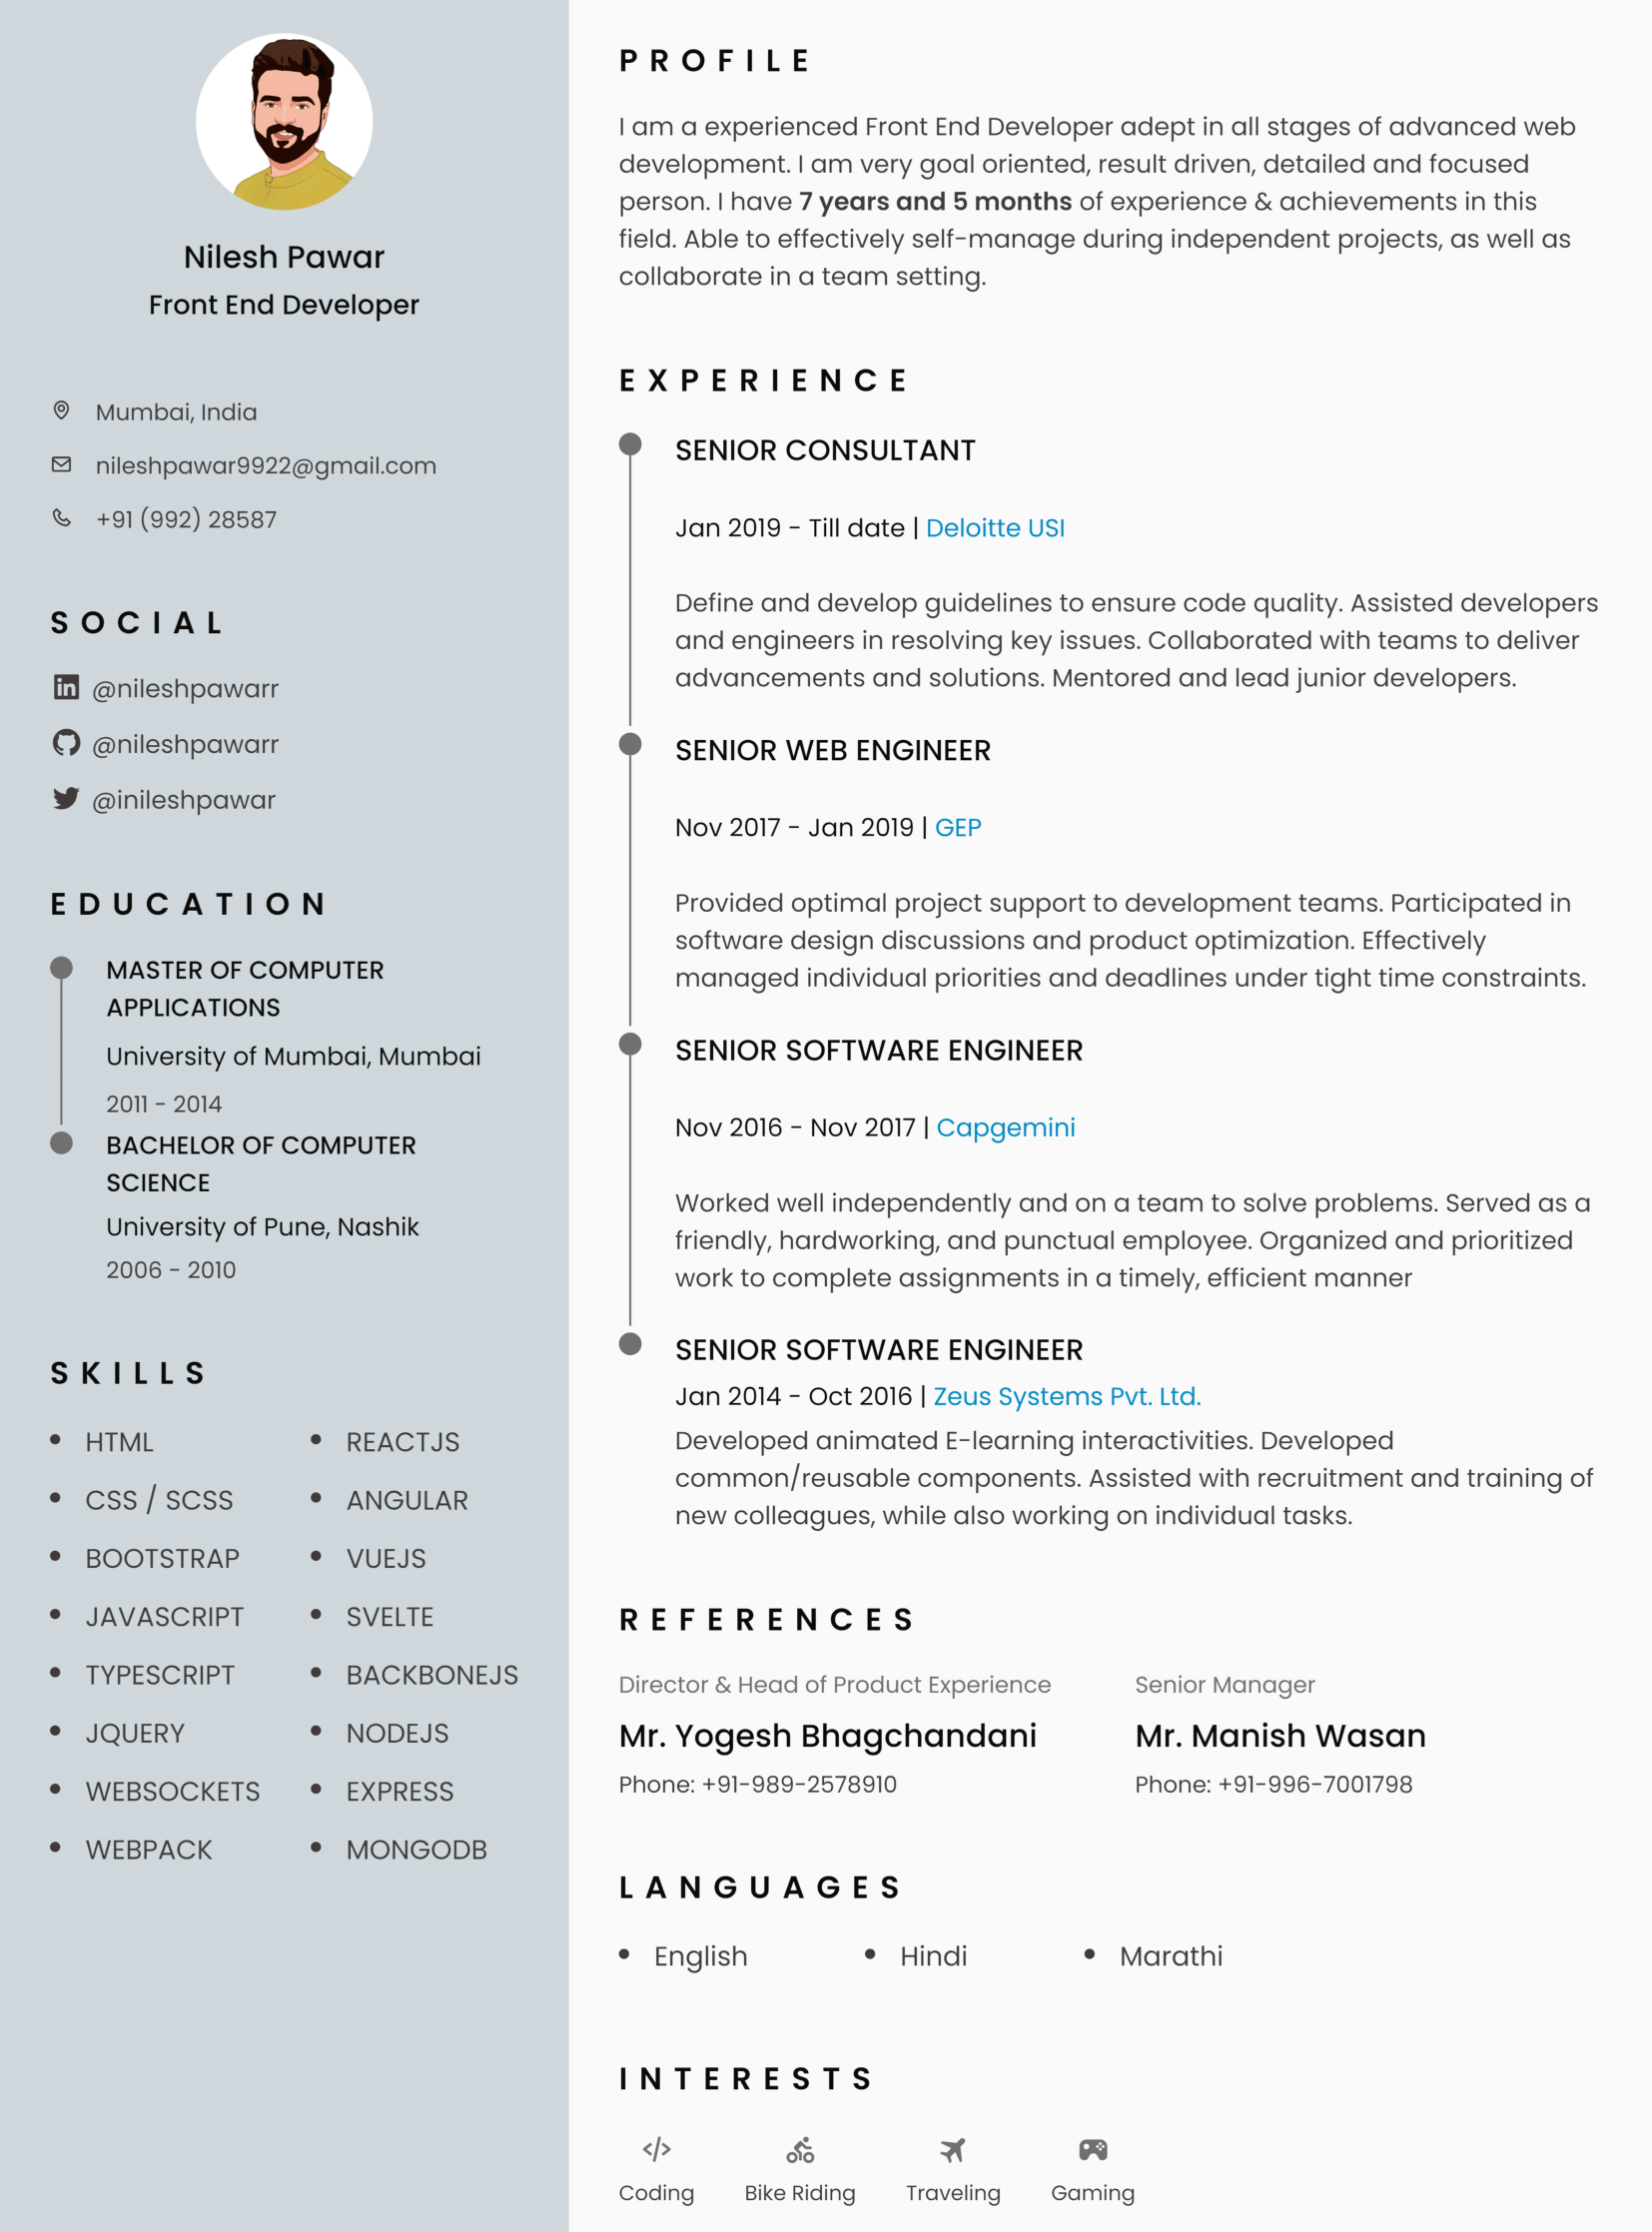 Nilesh Pawar
Front End Developer
Mumbai, India
nileshpawar9922@gmail.com
+91 (992) 28587
SOCIAL
@nileshpawarr
@nileshpawarr
@inileshpawar
EDUCATION
MASTER OF COMPUTER
APPLICATIONS
University of Mumbai, Mumbai
2011 - 2014
BACHELOR OF COMPUTER
SCIENCE
University of Pune, Nashik
2006 - 2010
SKILLS
HTML
CSS / SCSS
BOOTSTRAP
JAVASCRIPT
TYPESCRIPT
JQUERY
WEBSOCKETS
WEBPACK
REACTJS
ANGULAR
VUEJS
SVELTE
BACKBONEJS
NODEJS
EXPRESS
MONGODB
PROFILE
I am a experienced Front End Developer adept in all stages of advanced web
development. I am very goal oriented, result driven, detailed and focused
person. I have 7 years and 5 months of experience & achievements in this
field. Able to effectively self-manage during independent projects, as well as
collaborate in a team setting.
EXPERIENCE
SENIOR CONSULTANT
Jan 2019 - Till date | Deloitte USI
Define and develop guidelines to ensure code quality. Assisted developers
and engineers in resolving key issues. Collaborated with teams to deliver
advancements and solutions. Mentored and lead junior developers.
SENIOR WEB ENGINEER
Nov 2017 - Jan 2019 | GEP
Provided optimal project support to development teams. Participated in
software design discussions and product optimization. Effectively
managed individual priorities and deadlines under tight time constraints.
SENIOR SOFTWARE ENGINEER
Nov 2016 - Nov 2017 | Capgemini
Worked well independently and on a team to solve problems. Served as a
friendly, hardworking, and punctual employee. Organized and prioritized
work to complete assignments in a timely, efficient manner
SENIOR SOFTWARE ENGINEER
Jan 2014 - Oct 2016 | Zeus Systems Pvt. Ltd.
Developed animated E-learning interactivities. Developed
common/reusable components. Assisted with recruitment and training of
new colleagues, while also working on individual tasks.
REFERENCES
Director & Head of Product Experience
Mr. Yogesh Bhagchandani
Phone: +91-989-2578910
Senior Manager
Mr. Manish Wasan
Phone: +91-996-7001798
LANGUAGES
English
Hindi
Marathi
INTERESTS
Coding
Bike Riding
Traveling
Gaming